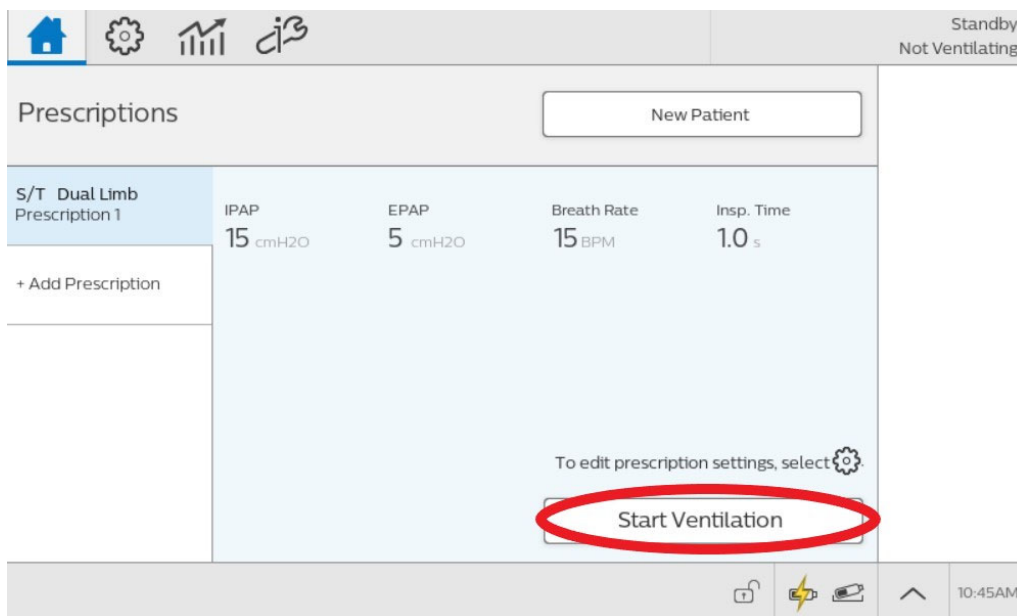 Standby
Not Ventilating
Prescriptions
New Patient
S/T Dual Limb
Prescription 1
+ Add Prescription
IPAP
15 cmH2O
EPAP
5 cmH2O
Breath Rate
15 BPM
Insp. Time
1.0 s
To edit prescription settings, select .
Start Ventilation
10:45AM